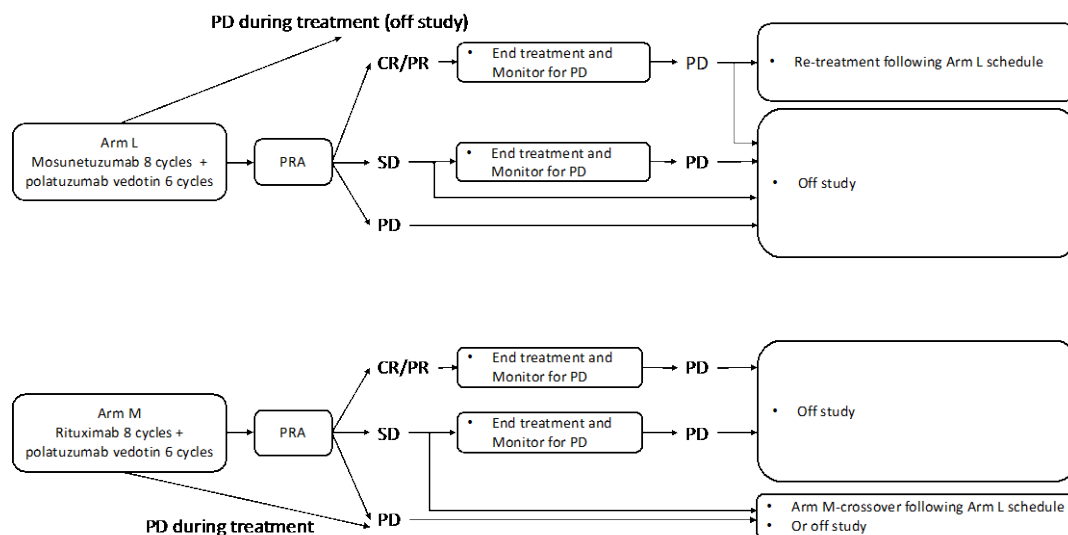 PD during treatment (off study)
CR/PR
• End treatment and
Monitor for PD
PD
• Re-treatment following Arm L schedule
Arm L
Mosunetuzumab 8 cycles +
polatuzumab vedotin 6 cycles
PRA
SD
• End treatment and
Monitor for PD
PD
• Off study
PD
CR/PR
• End treatment and
Monitor for PD
PD
Arm M
Rituximab 8 cycles +
polatuzumab vedotin 6 cycles
PRA
SD
• End treatment and
Monitor for PD
PD
• Off study
PD during treatment
PD
• Arm M-crossover following Arm L schedule
• Or off study